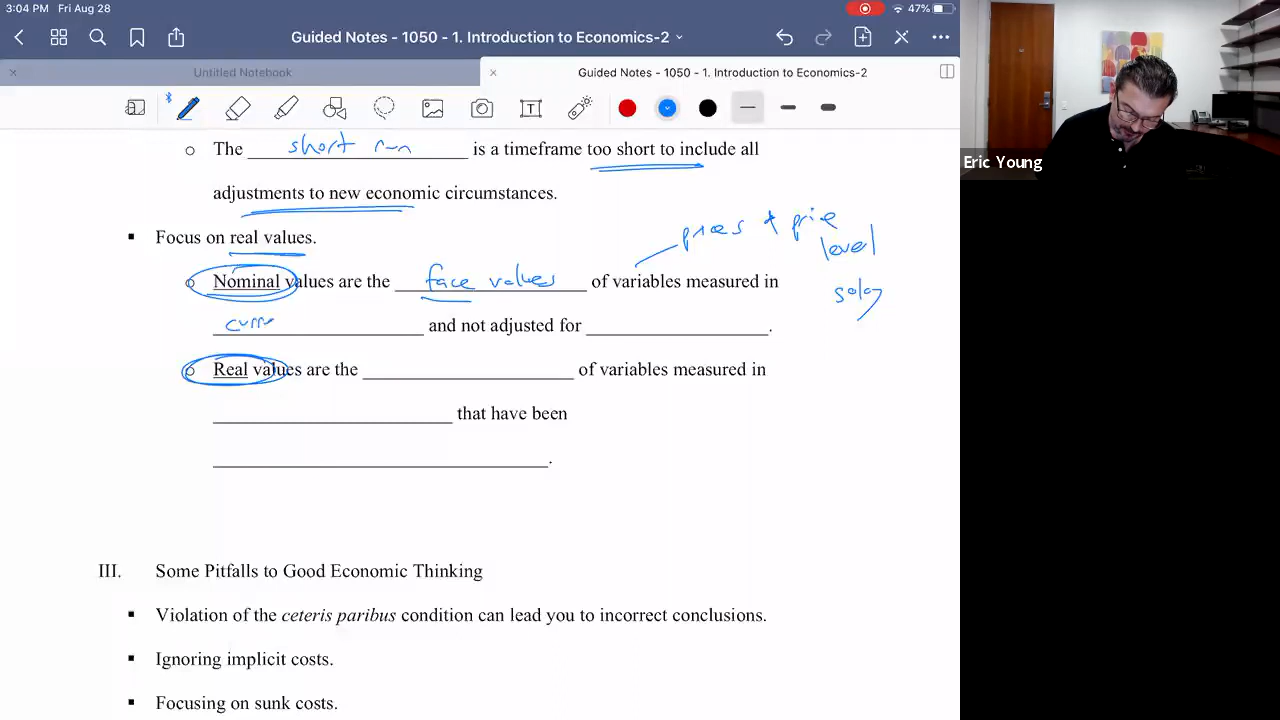 3:04 PM Fri Aug 28
47%
Guided Notes - 1050 - 1. Introduction to Economics-2
Untitled Notebook
Guided Notes - 1050 - 1. Introduction to Economics-2
The short run is a timeframe too short to include all
adjustments to new economic circumstances.
Focus on real values.
prices + price
level
Nominal values are the face values of variables measured in
curre and not adjusted for
Real values are the of variables measured in
that have been
III. Some Pitfalls to Good Economic Thinking
Violation of the ceteris paribus condition can lead you to incorrect conclusions.
Ignoring implicit costs.
Focusing on sunk costs.
Eric Young